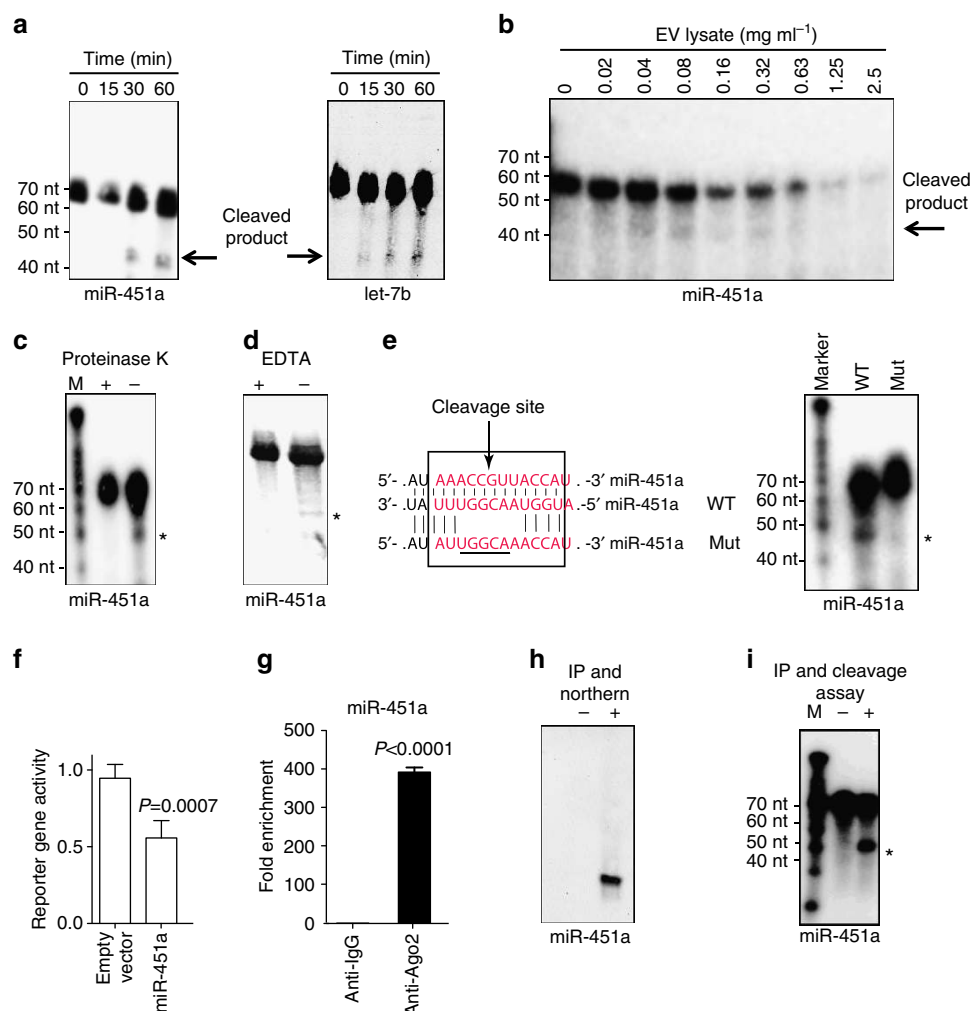 a
Time (min)
0 15 30 60
70 nt
60 nt
50 nt
40 nt
miR-451a
Cleaved
product
Time (min)
0 15 30 60
let-7b
b
EV lysate (mg ml⁻¹)
0 0.02 0.04 0.08 0.16 0.32 0.63 1.25 2.5
70 nt
60 nt
50 nt
40 nt
Cleaved
product
miR-451a
c
Proteinase K
M + –
70 nt
60 nt
50 nt
40 nt
*
miR-451a
d
EDTA
+ –
*
miR-451a
e
Cleavage site
5′- .AU AAACCGUUACCAU . -3′ miR-451a
3′- .UA UUUGGCAAUGGUA .-5′ miR-451a WT
5′- .AU AUUUGGCAAACCAU . -3′ miR-451a Mut
Marker WT Mut
70 nt
60 nt
50 nt
40 nt
*
miR-451a
f
Reporter gene activity
1.0
0.5
0.0
P=0.0007
Empty
vector
miR-451a
g
miR-451a
Fold enrichment
500
400
300
200
100
0
P<0.0001
Anti-IgG
Anti-Ago2
h
IP and
northern
– +
miR-451a
i
IP and cleavage
assay
M – +
70 nt
60 nt
50 nt
40 nt
*
miR-451a